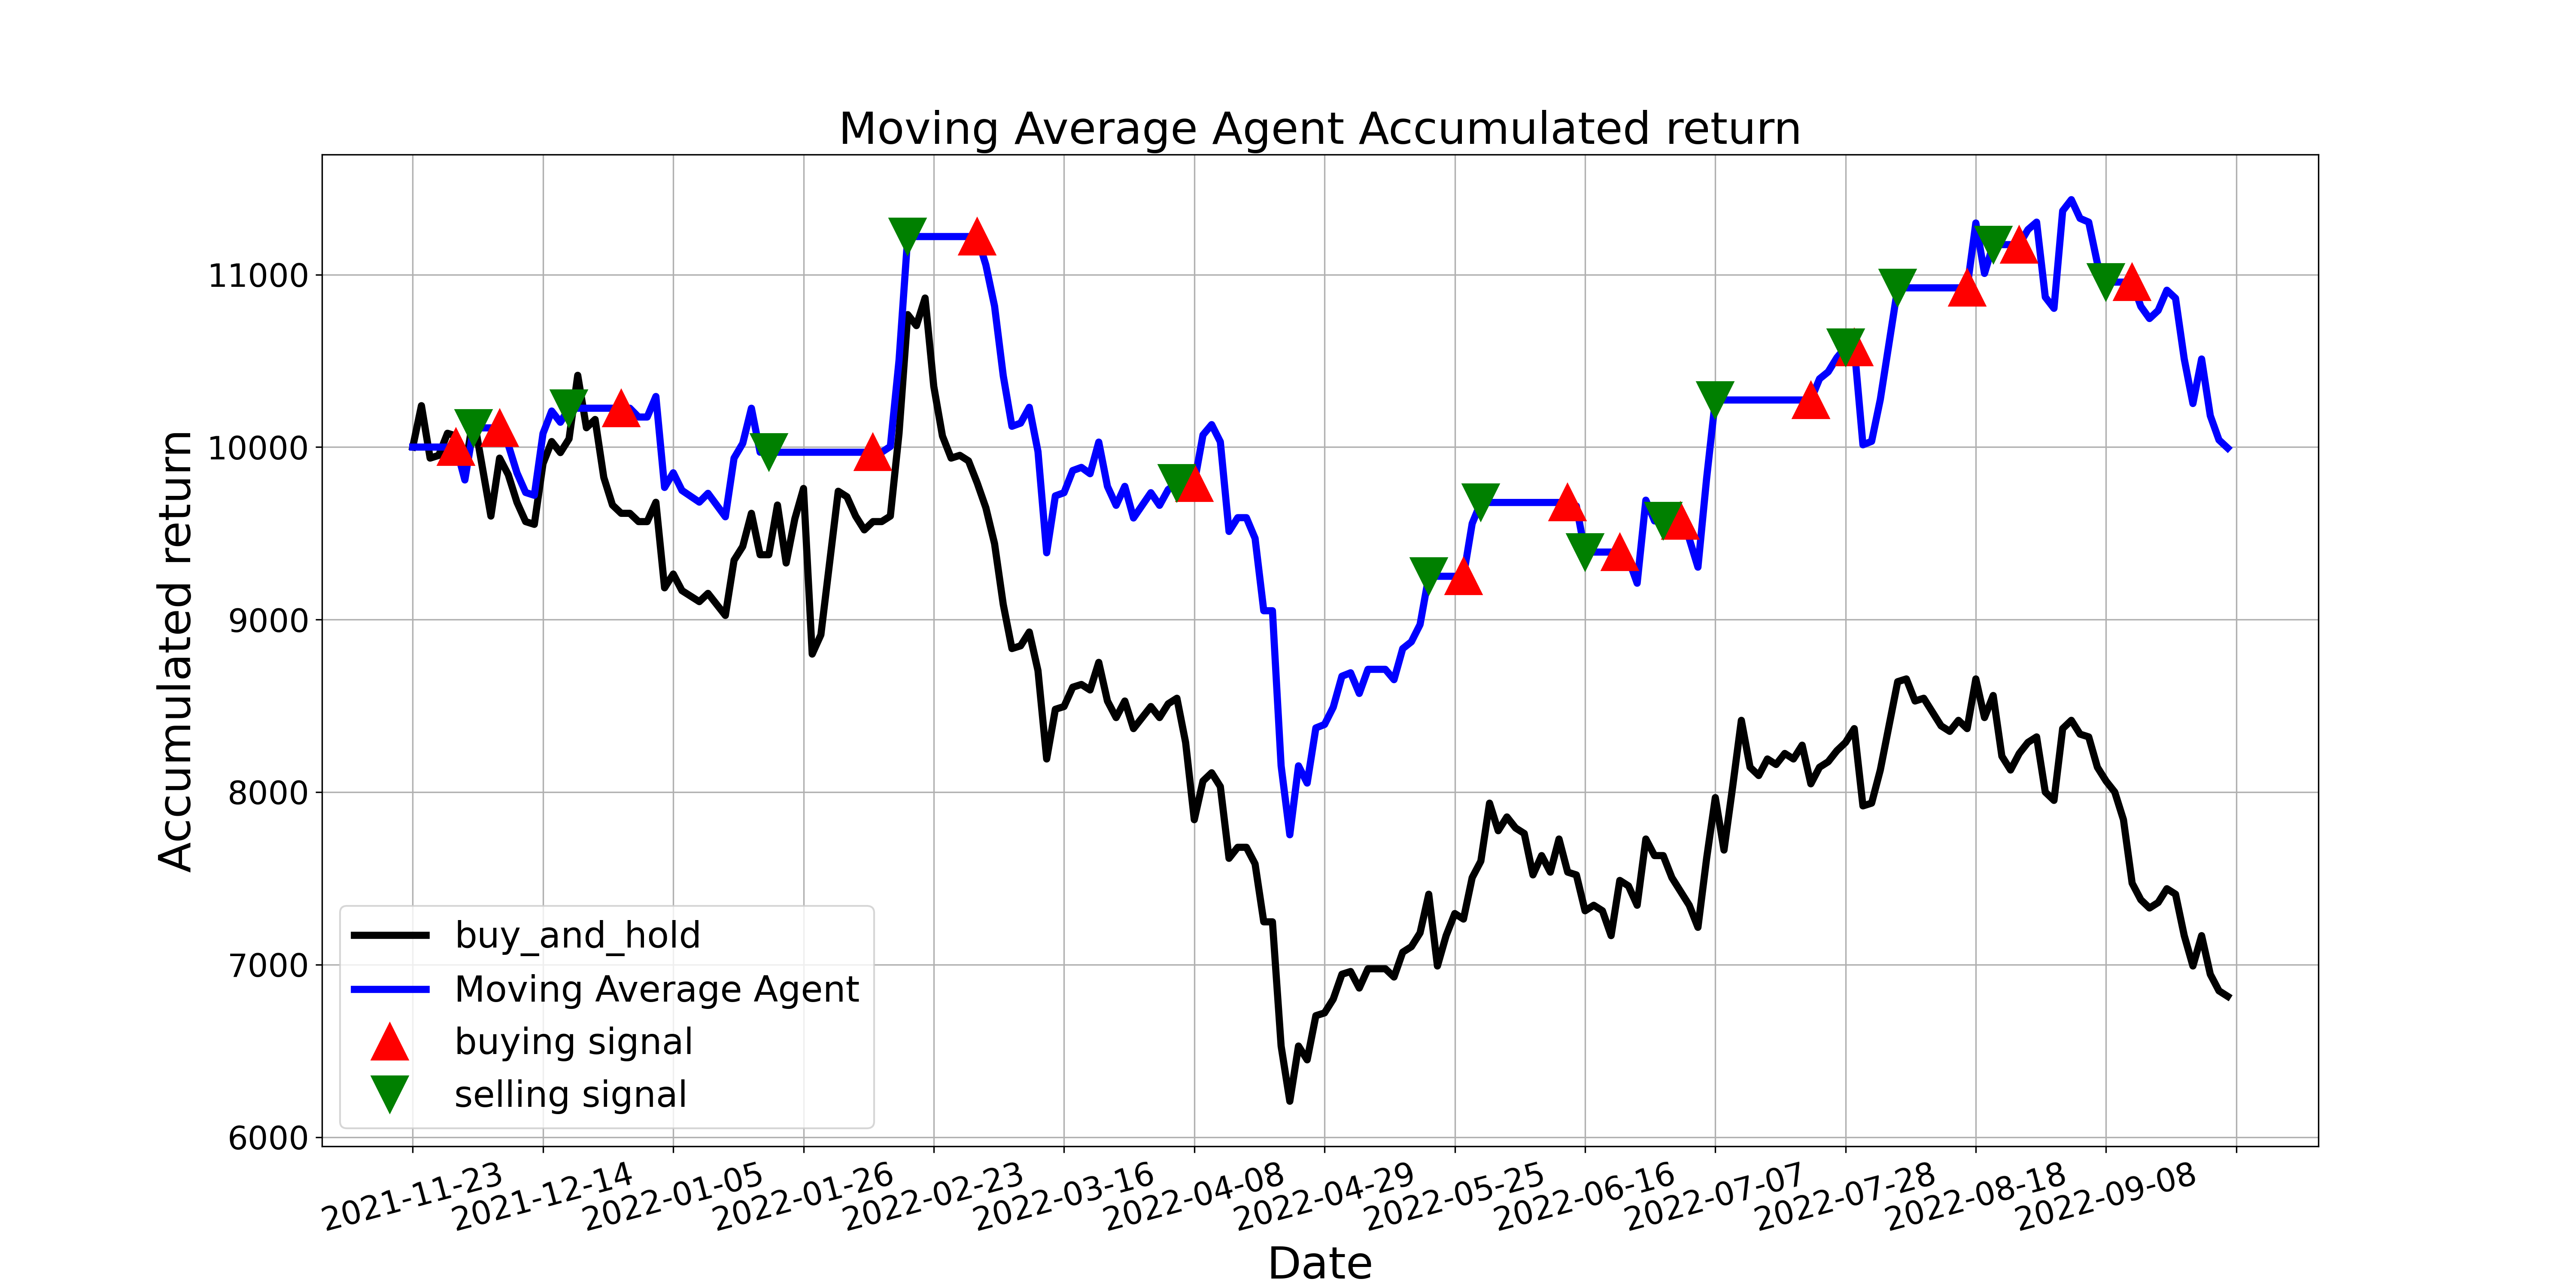 Moving Average Agent Accumulated return
Accumulated return
11000
10000
9000
8000
7000
6000
buy_and_hold
Moving Average Agent
buying signal
selling signal
2021-11-23
2021-12-14
2022-01-05
2022-01-26
2022-02-23
2022-03-16
2022-04-08
2022-04-29
2022-05-25
2022-06-16
2022-07-07
2022-07-28
2022-08-18
2022-09-08
Date